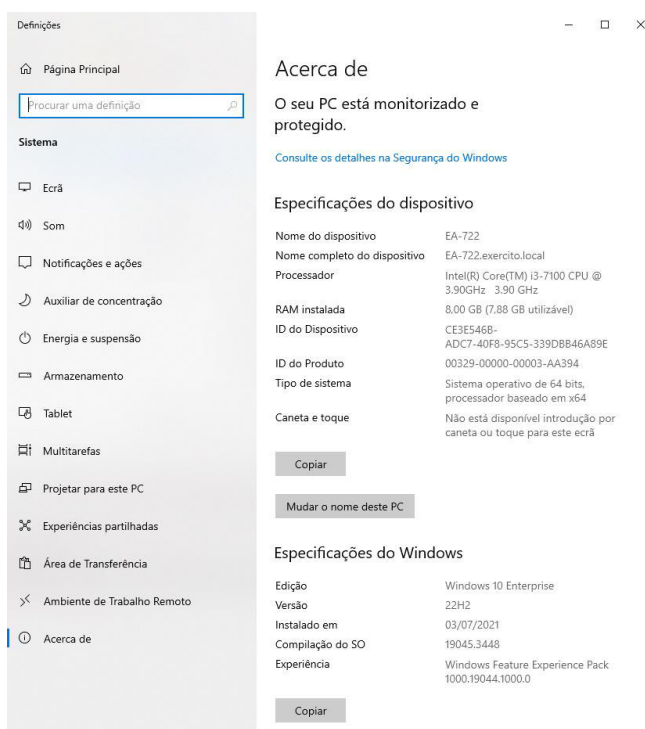 Definições
Página Principal
Procurar uma definição
Sistema
Ecrã
Som
Notificações e ações
Auxiliar de concentração
Energia e suspensão
Armazenamento
Tablet
Multitarefas
Projetar para este PC
Experiências partilhadas
Área de Transferência
Ambiente de Trabalho Remoto
Acerca de
Acerca de
O seu PC está monitorizado e
protegido.
Consulte os detalhes na Segurança do Windows
Especificações do dispositivo
Nome do dispositivo EA-722
Nome completo do dispositivo EA-722.exercito.local
Processador Intel(R) Core(TM) i3-7100 CPU @
3.90GHz 3.90 GHz
RAM instalada 8,00 GB (7,88 GB utilizável)
ID do Dispositivo CE3E546B-
ADC7-40F8-95C5-339DBB46A89E
ID do Produto 00329-00000-00003-AA394
Tipo de sistema Sistema operativo de 64 bits,
processador baseado em x64
Caneta e toque Não está disponível introdução por
caneta ou toque para este ecrã
Copiar
Mudar o nome deste PC
Especificações do Windows
Edição Windows 10 Enterprise
Versão 22H2
Instalado em 03/07/2021
Compilação do SO 19045.3448
Experiência Windows Feature Experience Pack
1000.19044.1000.0
Copiar